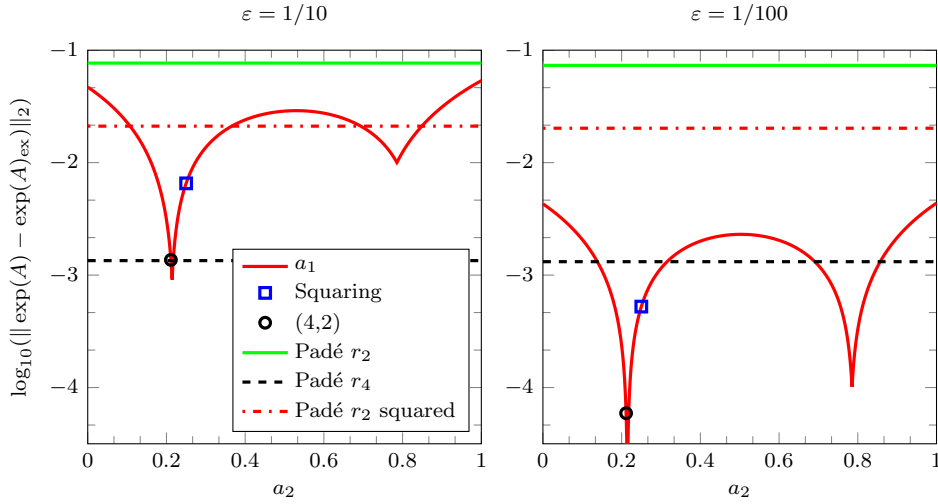 ε = 1/10
ε = 1/100
log₁₀(‖ exp(A) − exp(A)ₑₓ)‖₂)
−1
−2
−3
−4
0
0.2
0.4
0.6
0.8
1
a₂
a₁
Squaring
(4,2)
Padé r₂
Padé r₄
Padé r₂ squared
−1
−2
−3
−4
0
0.2
0.4
0.6
0.8
1
a₂